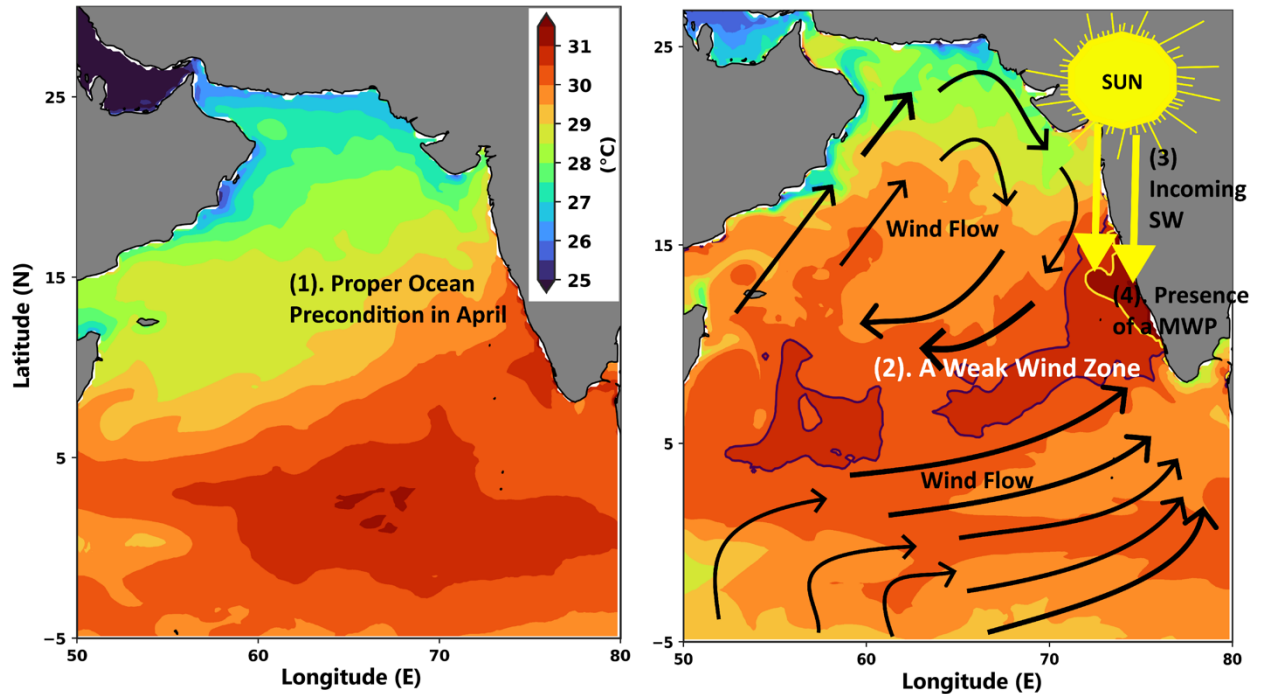 31
30
29
28
27
26
25
(°C)
25
15
5
−5
50
60
70
80
Latitude (N)
Longitude (E)
(1). Proper Ocean
Precondition in April
25
15
5
−5
50
60
70
80
Longitude (E)
SUN
(3)
Incoming
SW
Wind Flow
(4). Presence
of a MWP
(2). A Weak Wind Zone
Wind Flow